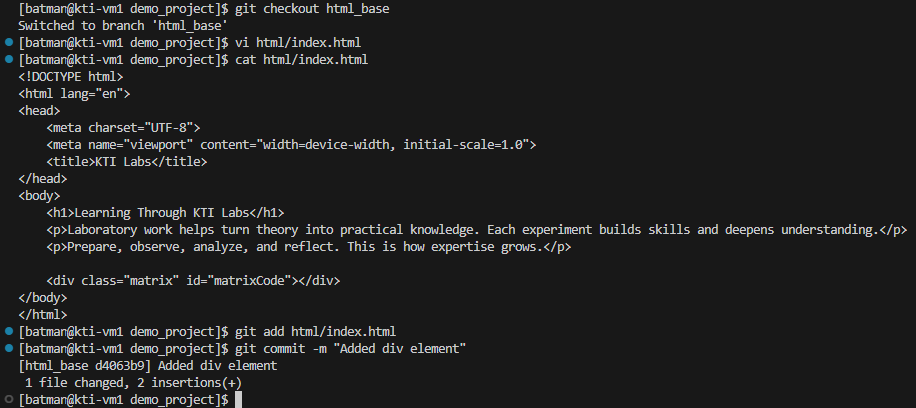 [batman@kti-vm1 demo_project]$ git checkout html_base
Switched to branch 'html_base'
[batman@kti-vm1 demo_project]$ vi html/index.html
[batman@kti-vm1 demo_project]$ cat html/index.html
<!DOCTYPE html>
<html lang="en">
<head>
    <meta charset="UTF-8">
    <meta name="viewport" content="width=device-width, initial-scale=1.0">
    <title>KTI Labs</title>
</head>
<body>
    <h1>Learning Through KTI Labs</h1>
    <p>Laboratory work helps turn theory into practical knowledge. Each experiment builds skills and deepens understanding.</p>
    <p>Prepare, observe, analyze, and reflect. This is how expertise grows.</p>

    <div class="matrix" id="matrixCode"></div>
</body>
</html>
[batman@kti-vm1 demo_project]$ git add html/index.html
[batman@kti-vm1 demo_project]$ git commit -m "Added div element"
[html_base d4063b9] Added div element
 1 file changed, 2 insertions(+)
[batman@kti-vm1 demo_project]$